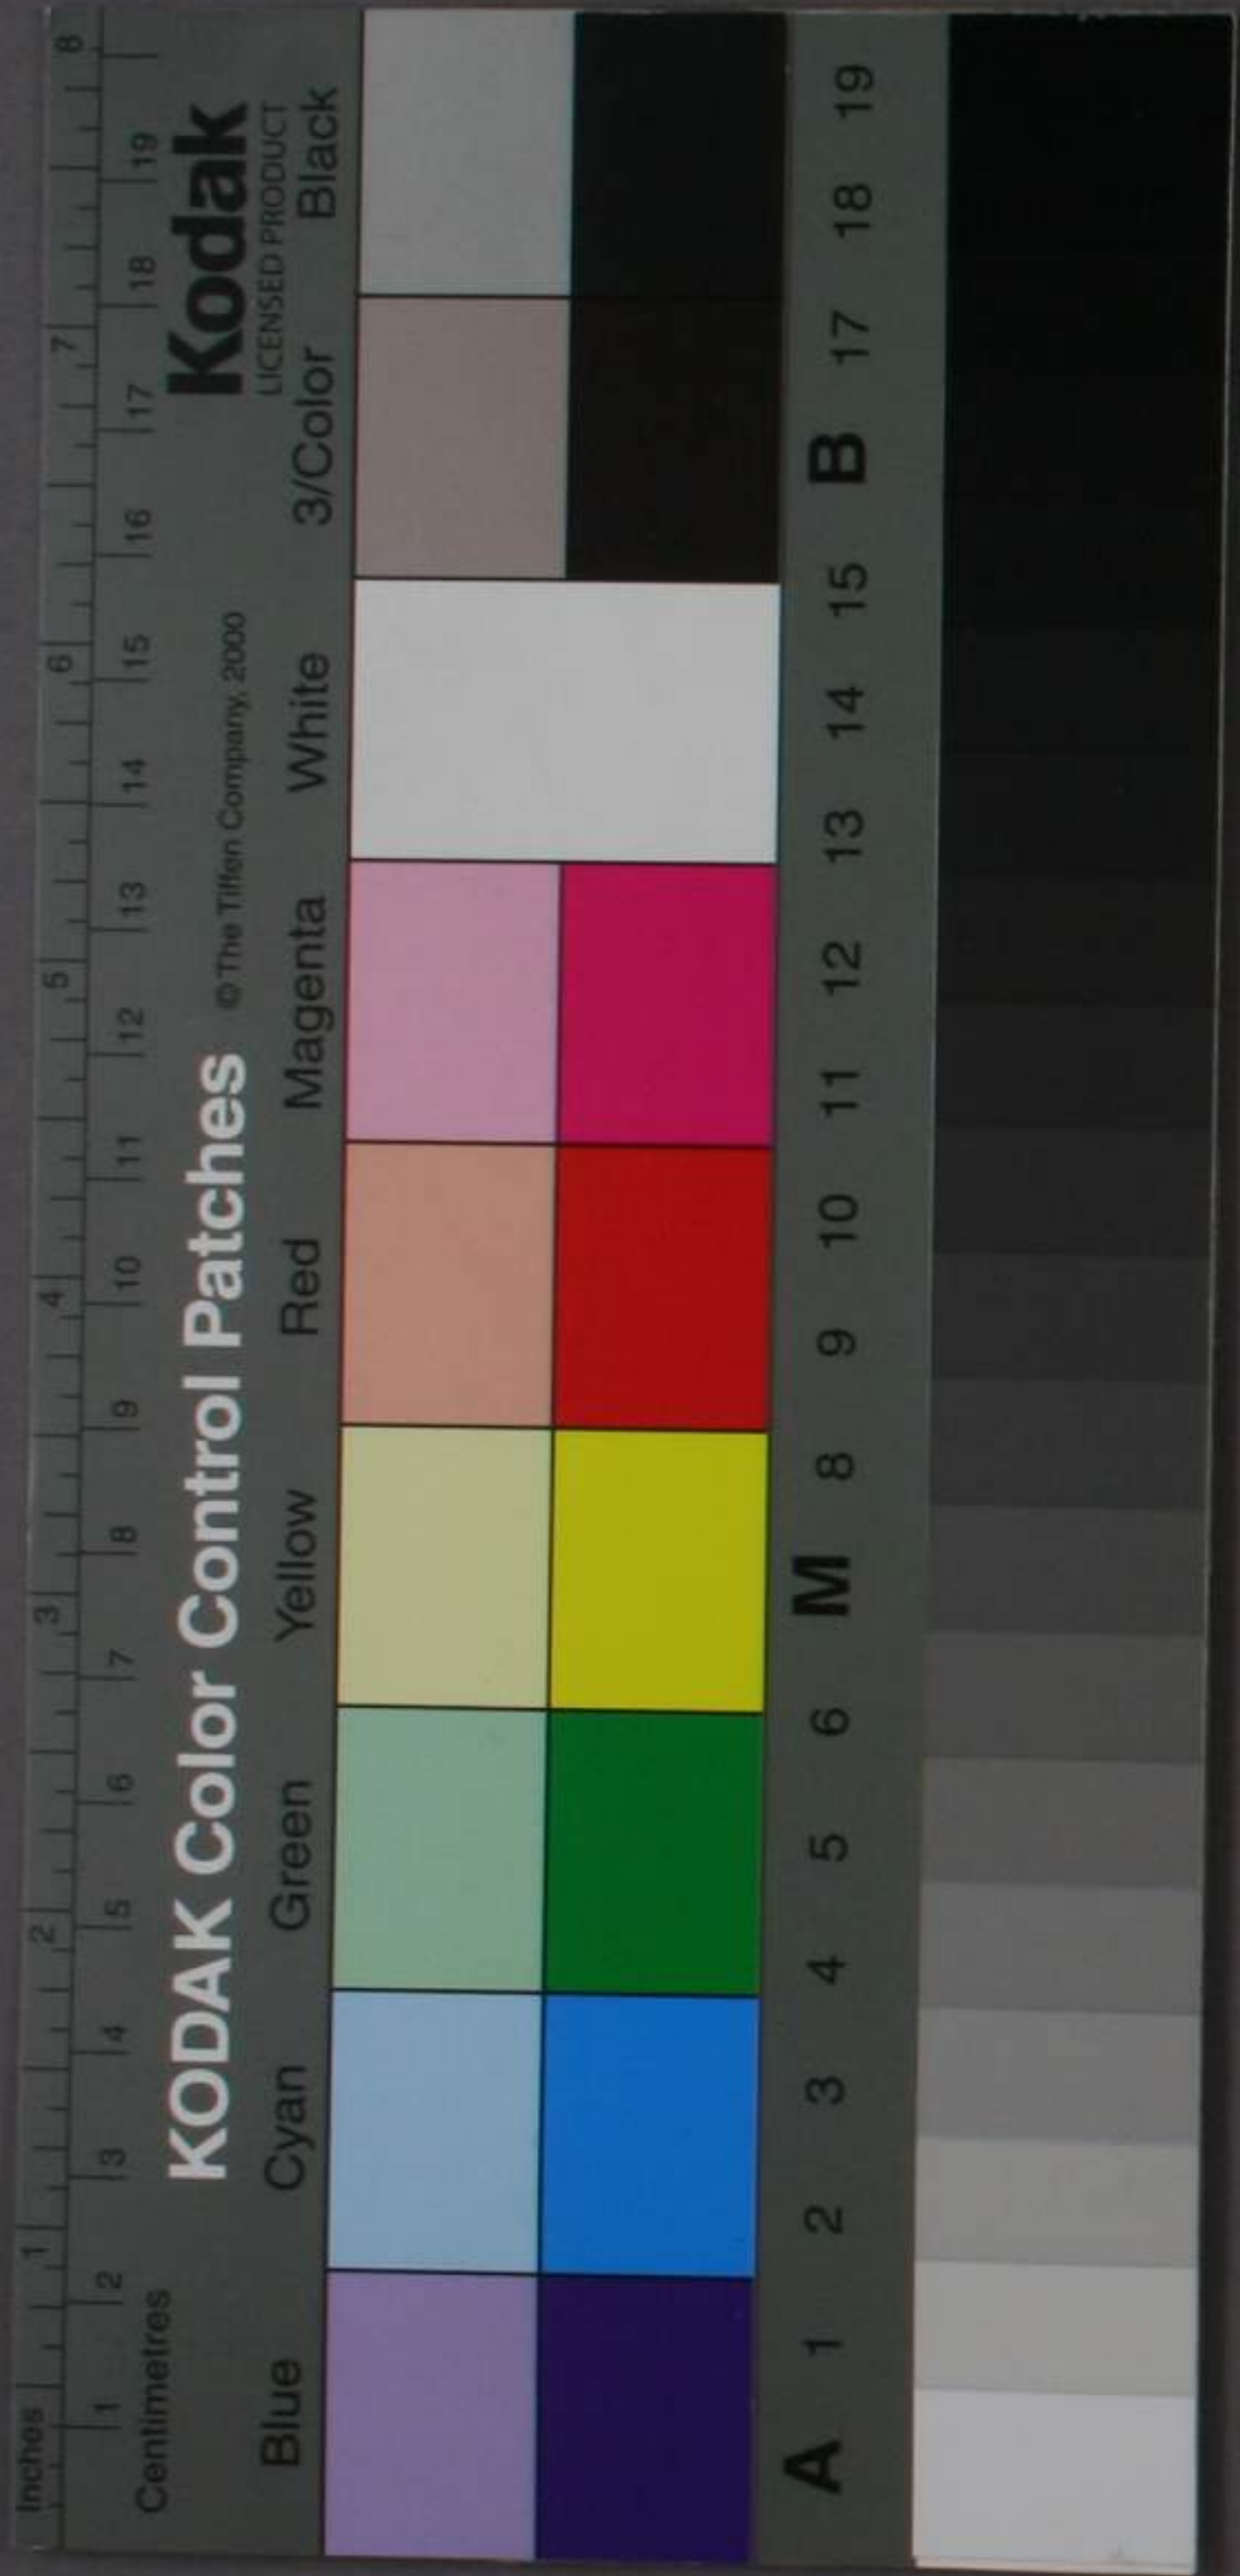 Inches 1 2 3 4 5 6 7 8
Centimetres 1 2 3 4 5 6 7 8 9 10 11 12 13 14 15 16 17 18 19
KODAK Color Control Patches © The Tiffen Company, 2000 Kodak
LICENSED PRODUCT
Blue Cyan Green Yellow Red Magenta White 3/Color Black
A 1 2 3 4 5 6 M 8 9 10 11 12 13 14 15 B 17 18 19